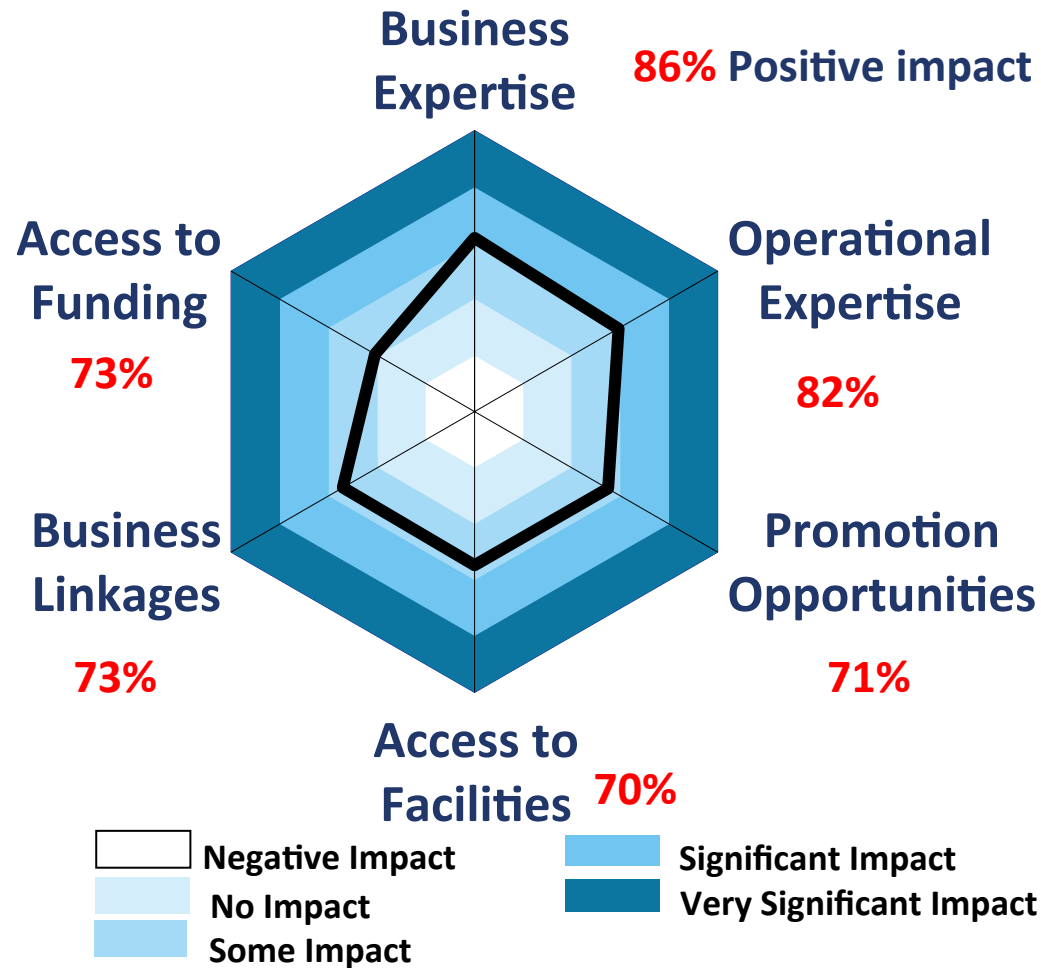 Business
Expertise
86% Positive impact
Access to
Funding
73%
Operational
Expertise
82%
Business
Linkages
73%
Promotion
Opportunities
71%
Access to
Facilities
70%
Negative Impact
No Impact
Some Impact
Significant Impact
Very Significant Impact